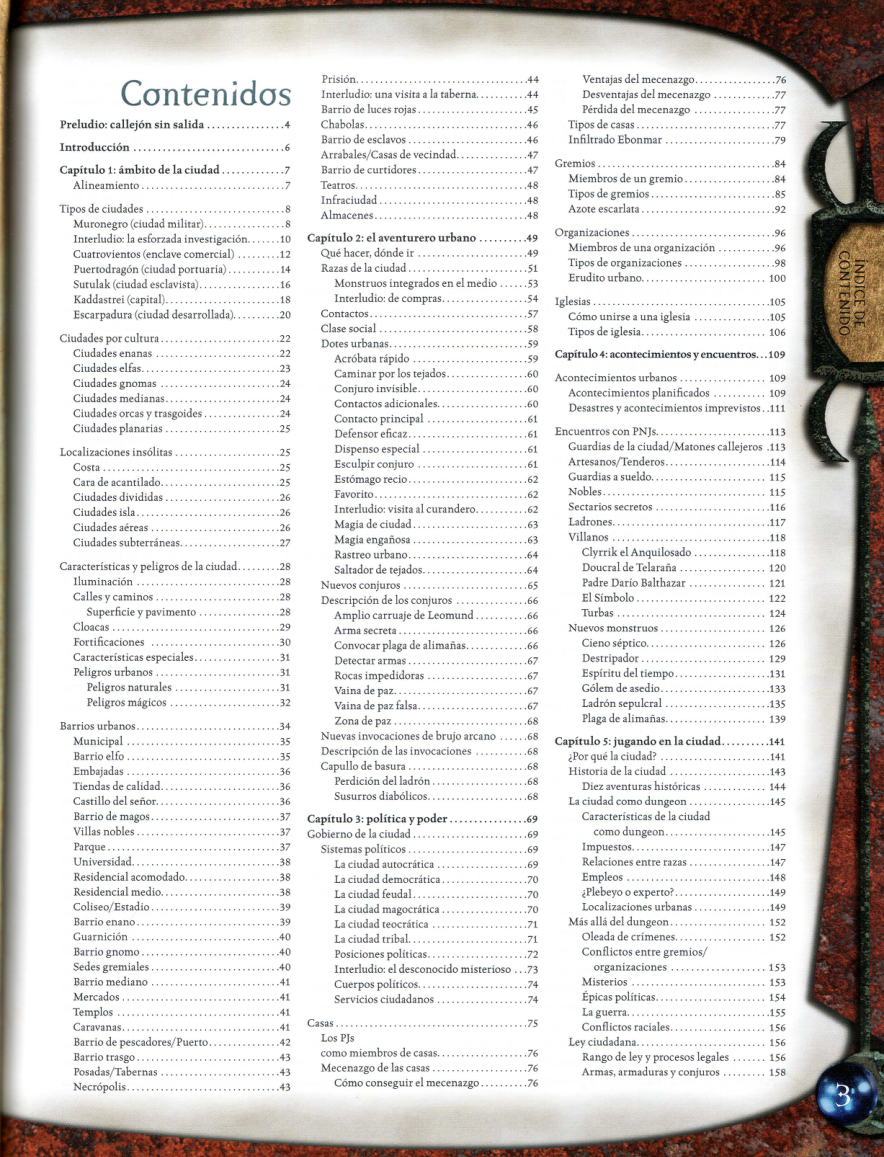 Contenidos
Preludio: callejón sin salida ...............4
Introducción ...........................6
Capítulo 1: ámbito de la ciudad ............7
Alineamiento ..........................7
Tipos de ciudades .........................8
Muronegro (ciudad militar)................8
Interludio: la esforzada investigación.......10
Cuatrovientos (enclave comercial) ..........12
Puertodragón (ciudad portuaria) ...........14
Sutulak (ciudad esclavista)................16
Kaddastrei (capital).....................18
Escarpadura (ciudad desarrollada)..........20
Ciudades por cultura......................22
Ciudades enanas ......................22
Ciudades elfas.........................23
Ciudades gnomas ......................24
Ciudades medianas.....................24
Ciudades orcas y trasgoides ..............24
Ciudades planarias .....................25
Localizaciones insólitas ....................25
Costa ...............................25
Cara de acantilado......................25
Ciudades divididas .....................26
Ciudades isla..........................26
Ciudades aéreas .......................26
Ciudades subterráneas...................27
Características y peligros de la ciudad.........28
Iluminación ..........................28
Calles y caminos .......................28
Superficie y pavimento ................28
Cloacas .............................29
Fortificaciones ........................30
Características especiales.................31
Peligros urbanos .......................31
Peligros naturales ....................31
Peligros mágicos .....................32
Barrios urbanos..........................34
Municipal ...........................35
Barrio elfo ...........................35
Embajadas ...........................36
Tiendas de calidad......................36
Castillo del señor.......................36
Barrio de magos........................37
Villas nobles ..........................37
Parque ..............................37
Universidad...........................38
Residencial acomodado..................38
Residencial medio......................38
Coliseo/Estadio .......................39
Barrio enano ..........................39
Guarnición ..........................40
Barrio gnomo .........................40
Sedes gremiales ........................40
Barrio mediano ........................41
Mercados ............................41
Templos .............................41
Caravanas............................41
Barrio de pescadores/Puerto..............42
Barrio trasgo ..........................43
Posadas/Tabernas ......................43
Necrópolis............................43
Prisión...............................44
Interludio: una visita a la taberna..........44
Barrio de luces rojas ....................45
Chabolas.............................46
Barrio de esclavos ......................46
Arrabales/Casas de vecindad..............47
Barrio de curtidores.....................47
Teatros...............................48
Infraciudad ..........................48
Almacenes............................48
Capítulo 2: el aventurero urbano ..........49
Qué hacer, dónde ir ......................49
Razas de la ciudad ........................51
Monstruos integrados en el medio ......53
Interludio: de compras................54
Contactos..............................57
Clase social ............................58
Dotes urbanas...........................59
Acróbata rápido .....................59
Caminar por los tejados...............60
Conjuro invisible....................60
Contactos adicionales.................60
Contacto principal ...................61
Defensor eficaz......................61
Dispenso especial ....................61
Esculpir conjuro ....................61
Estómago recio......................62
Favorito...........................62
Interludio: visita al curandero..........62
Magia de ciudad.....................63
Magia engañosa .....................63
Rastreo urbano......................64
Saltador de tejados....................64
Nuevos conjuros ........................65
Descripción de los conjuros ...............66
Amplio carruaje de Leomund ...........66
Arma secreta .......................66
Convocar plaga de alimañas............66
Detectar armas ......................67
Rocas impedidoras ...................67
Vaina de paz........................67
Vaina de paz falsa....................67
Zona de paz ........................68
Nuevas invocaciones de brujo arcano .......68
Descripción de las invocaciones ............68
Capullo de basura .......................68
Perdición del ladrón ..................68
Susurros diabólicos...................68
Capítulo 3: política y poder ...............69
Gobierno de la ciudad ....................69
Sistemas políticos ......................69
La ciudad autocrática .................69
La ciudad democrática................70
La ciudad feudal.....................70
La ciudad magocrática ................70
La ciudad teocrática ..................71
La ciudad tribal......................71
Posiciones políticas...................72
Interludio: el desconocido misterioso ...73
Cuerpos políticos.....................74
Servicios ciudadanos .................74
Casas .................................75
Los PJs
como miembros de casas..................76
Mecenazgo de las casas ..................76
Cómo conseguir el mecenazgo ..........76
Ventajas del mecenazgo................76
Desventajas del mecenazgo ............77
Pérdida del mecenazgo ...............77
Tipos de casas .........................77
Infiltrado Ebonmar .....................79
Gremios ...............................84
Miembros de un gremio .................84
Tipos de gremios .......................85
Azote escarlata ........................92
Organizaciones ..........................96
Miembros de una organización ...........96
Tipos de organizaciones .................98
Erudito urbano........................ 100
Iglesias ...............................105
Cómo unirse a una iglesia ...............105
Tipos de iglesia........................ 106
Capítulo 4: acontecimientos y encuentros...109
Acontecimientos urbanos ................. 109
Acontecimientos planificados ........... 109
Desastres y acontecimientos imprevistos ..111
Encuentros con PNJs.....................113
Guardias de la ciudad/Matones callejeros .113
Artesanos/Tenderos....................114
Guardias a sueldo...................... 115
Nobles............................... 115
Sectarios secretos ..................... 116
Ladrones.............................117
Villanos .............................118
Clyrrik el Anquilosado ...............118
Doucral de Telaraña ................. 120
Padre Darío Balthazar ............... 121
El Símbolo ......................... 122
Turbas ............................ 124
Nuevos monstruos .................... 126
Cieno séptico....................... 126
Destripador ....................... 129
Espíritu del tiempo..................131
Gólem de asedio.....................133
Ladrón sepulcral ....................135
Plaga de alimañas................... 139
Capítulo 5: jugando en la ciudad..........141
¿Por qué la ciudad? .....................141
Historia de la ciudad ................... 143
Diez aventuras históricas ............ 144
La ciudad como dungeon ................145
Características de la ciudad
como dungeon......................145
Impuestos..........................147
Relaciones entre razas................147
Empleos .......................... 148
¿Plebeyo o experto?..................149
Localizaciones urbanas ...............149
Más allá del dungeon................... 152
Oleada de crímenes.................. 152
Conflictos entre gremios/
organizaciones ................... 153
Misterios ......................... 153
Épicas políticas..................... 154
La guerra..........................155
Conflictos raciales................... 156
Ley ciudadana........................ 156
Rango de ley y procesos legales ....... 156
Armas, armaduras y conjuros ......... 158
ÍNDICE DE
CONTENIDO
3